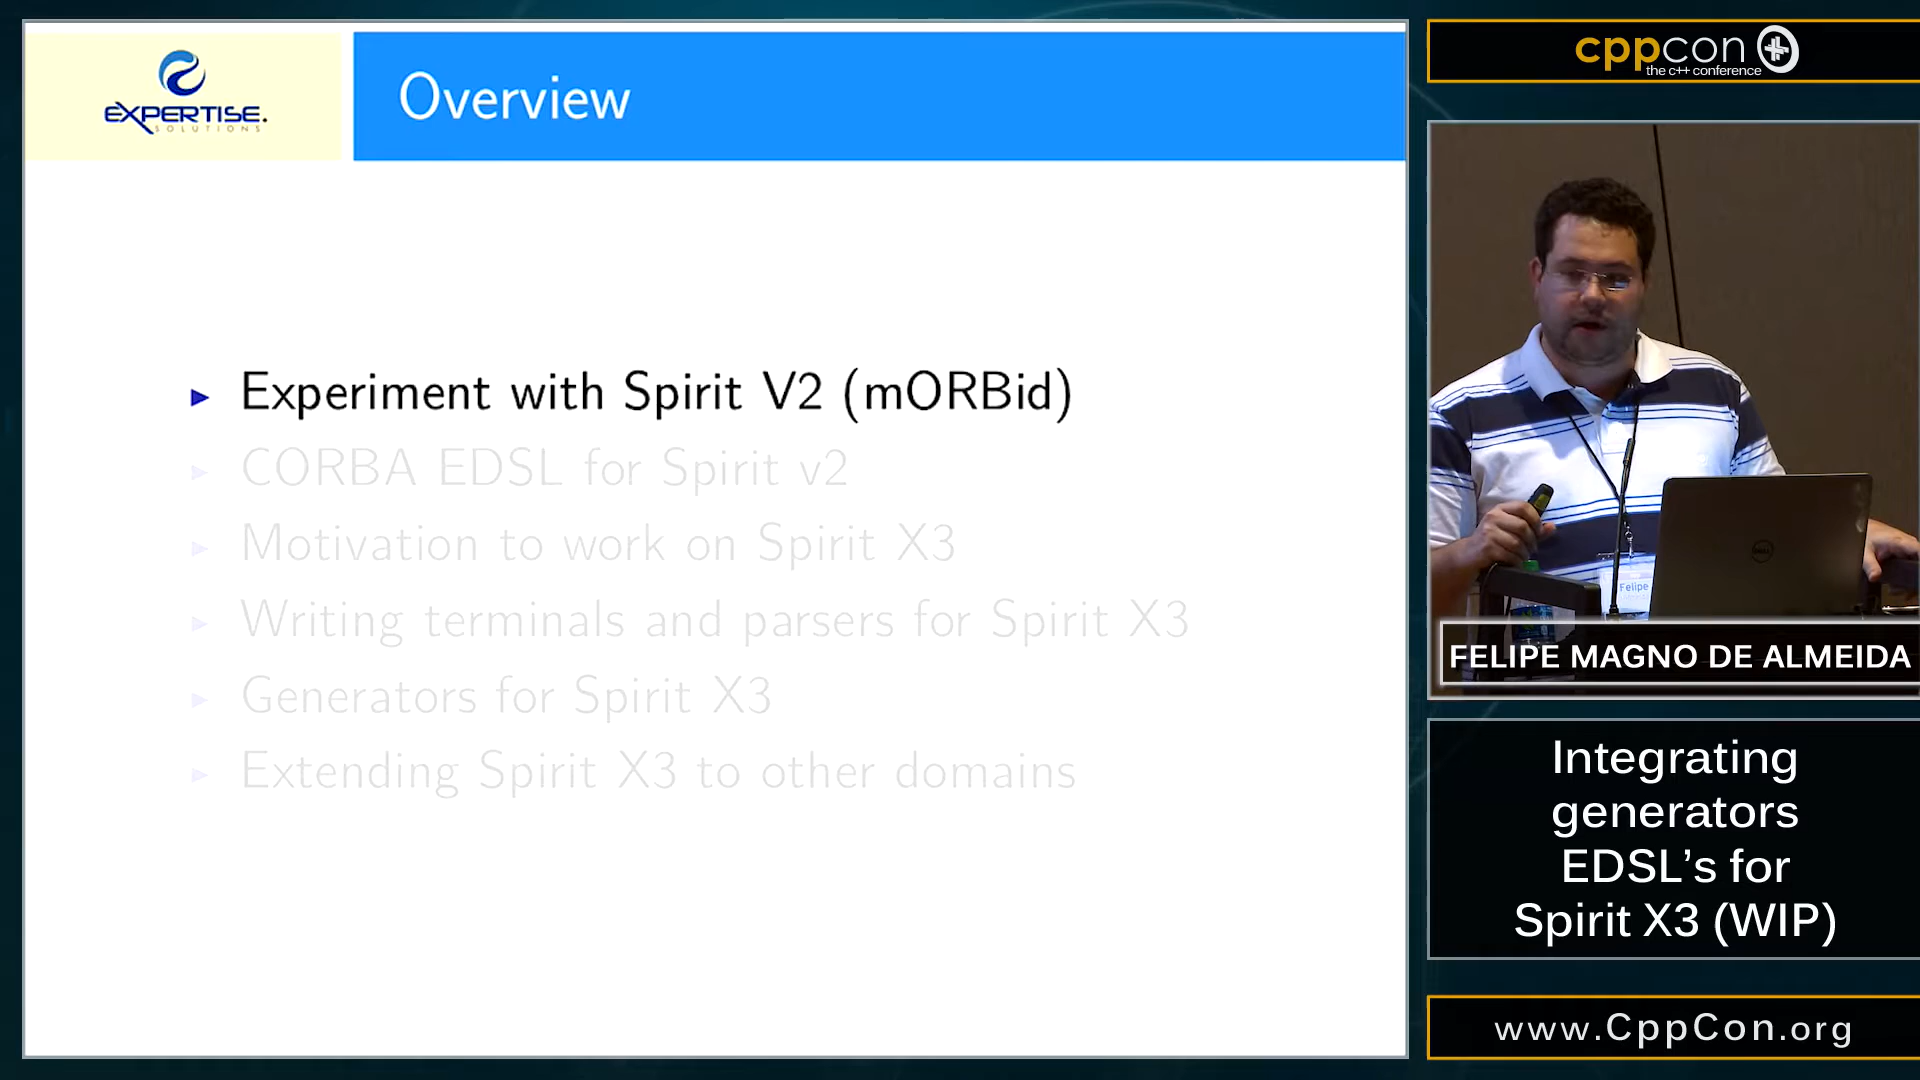 EXPERTISE.
SOLUTIONS
Overview
Experiment with Spirit V2 (mORBid)
CORBA EDSL for Spirit v2
Motivation to work on Spirit X3
Writing terminals and parsers for Spirit X3
Generators for Spirit X3
Extending Spirit X3 to other domains
cppcon
the c++ conference
DELL
Felipe
FELIPE MAGNO DE ALMEIDA
Integrating
generators
EDSL's for
Spirit X3 (WIP)
www.CppCon.org